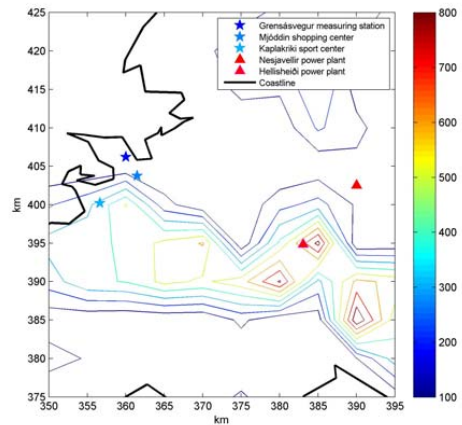 425
420
415
410
405
400
395
390
385
380
375
km
350 355 360 365 370 375 380 385 390 395
km
Grensásvegur measuring station
Mjóddin shopping center
Kaplakriki sport center
Nesjavellir power plant
Hellisheiði power plant
Coastline
800
700
600
500
400
300
200
100